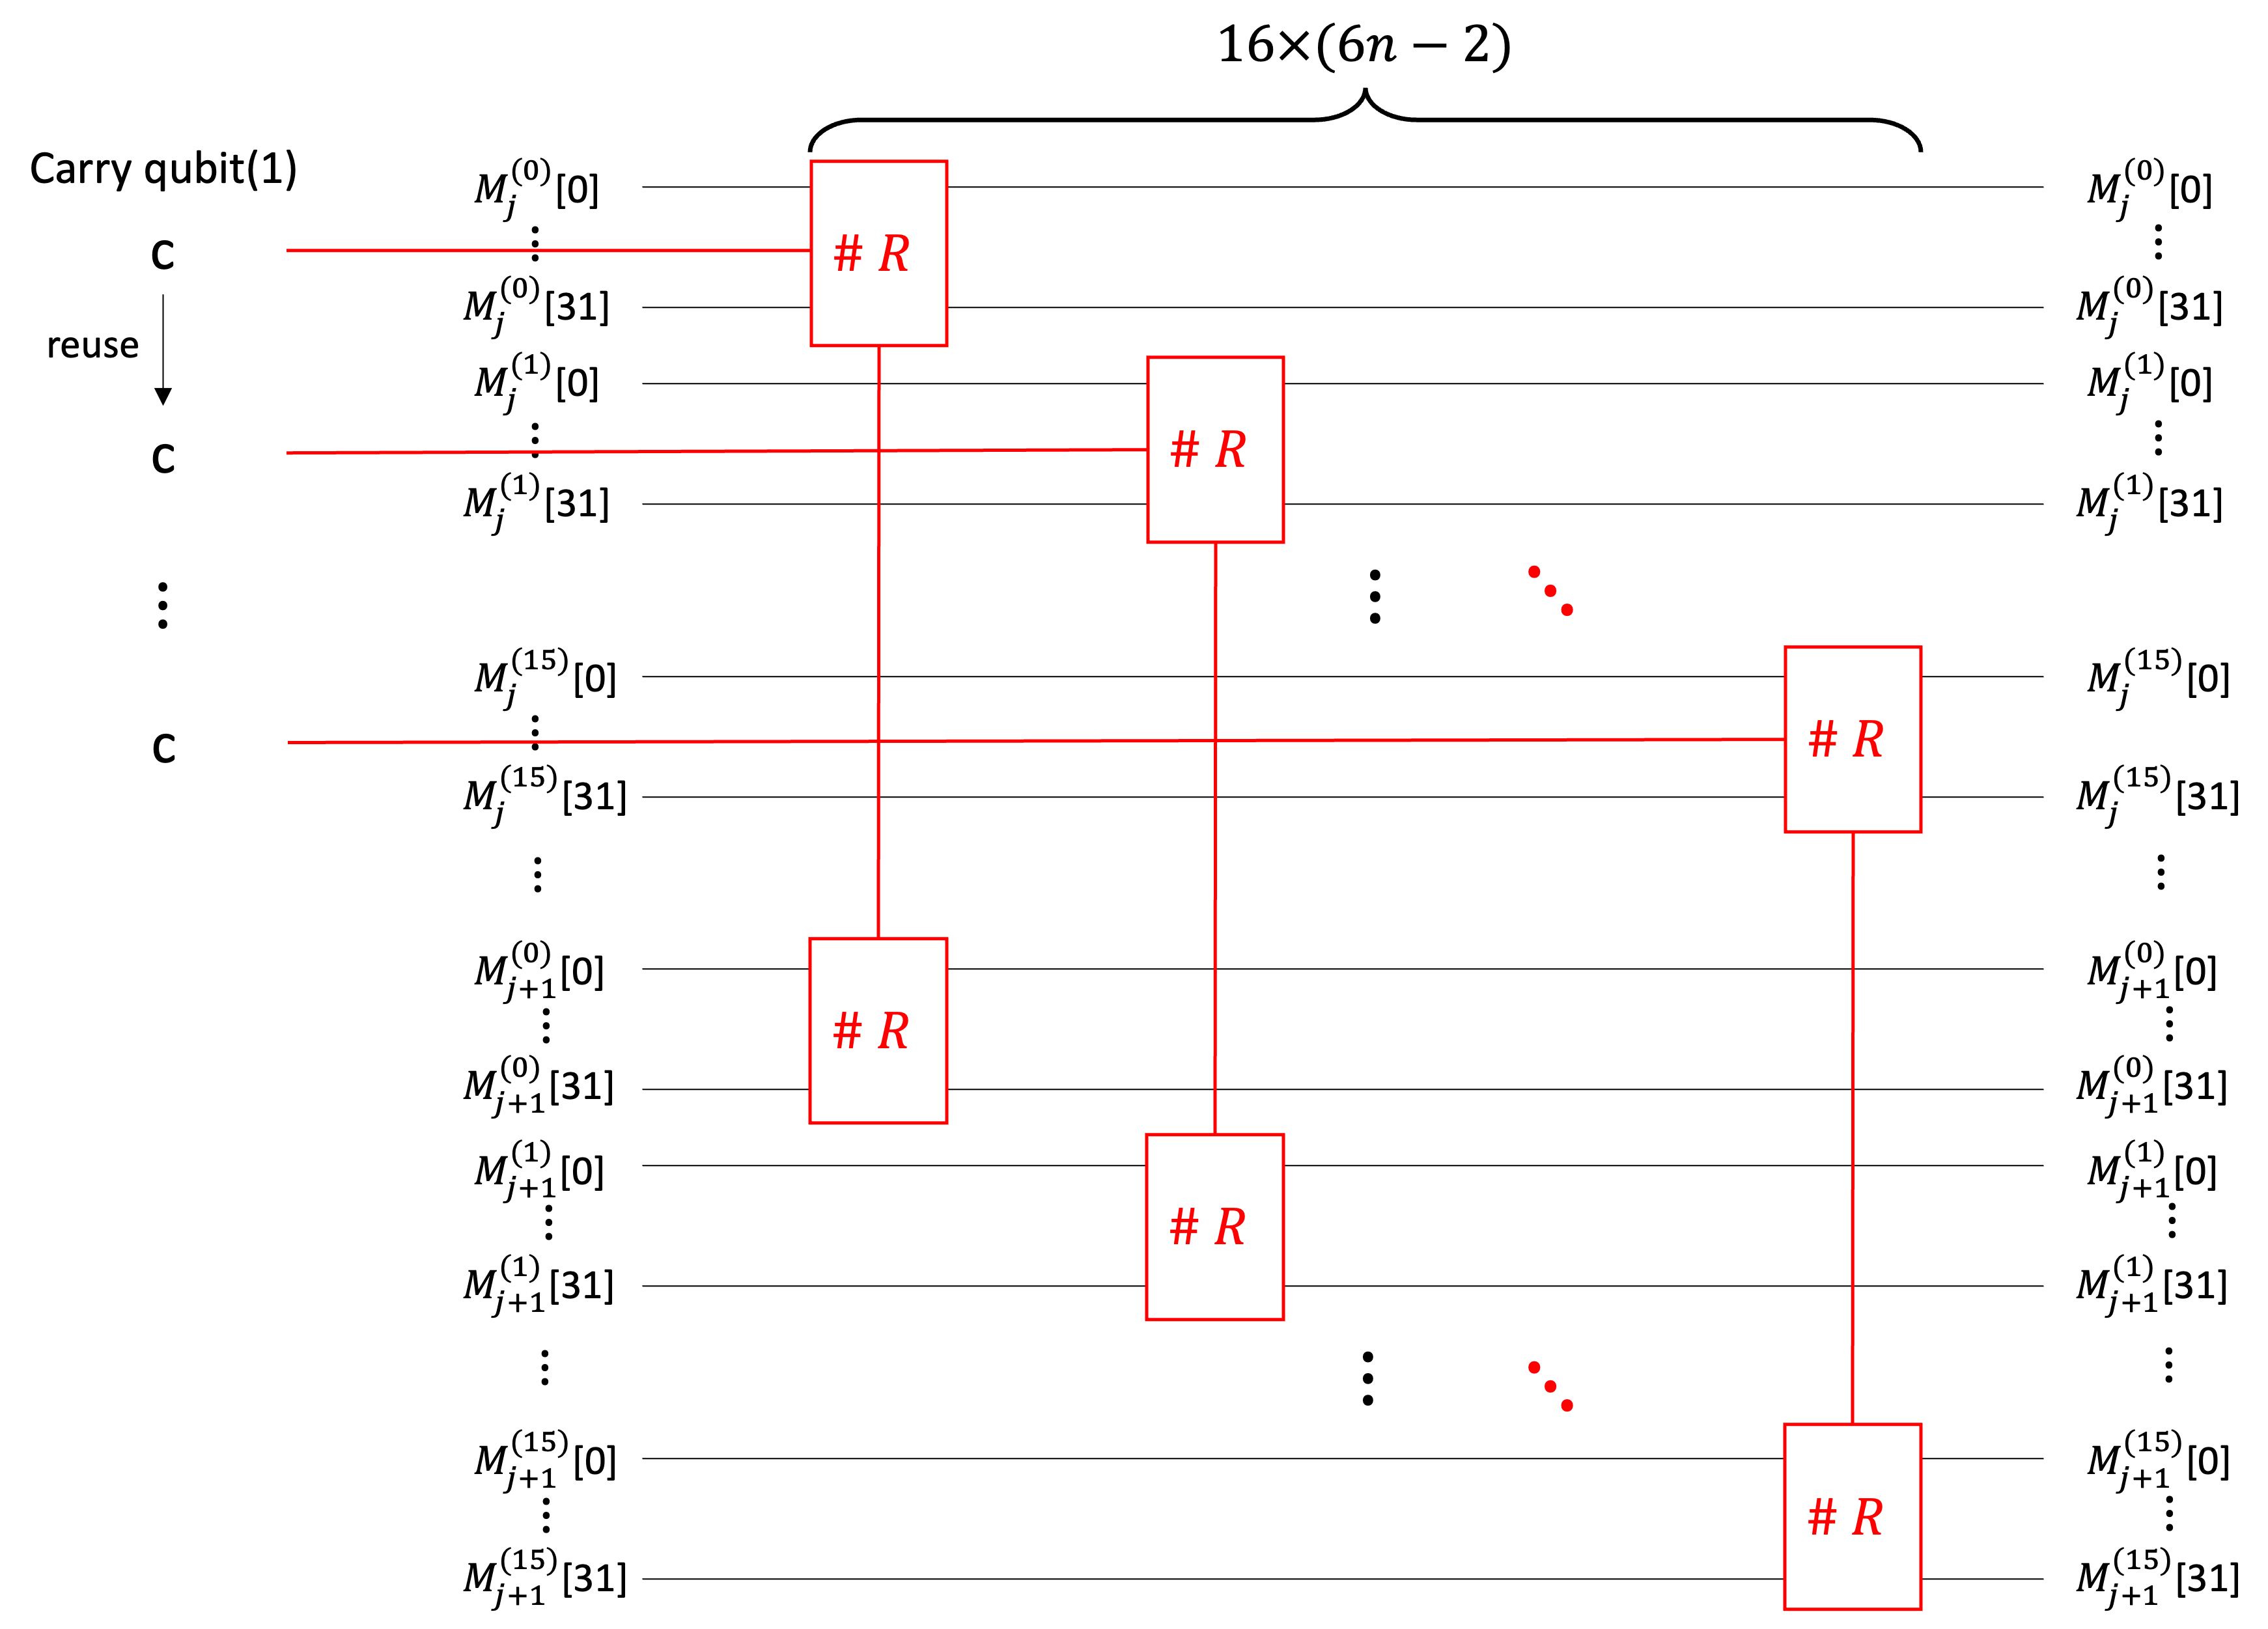 16×(6n − 2)
Carry qubit(1)
M_j^(0)[0] M_j^(0)[0]
C # R
M_j^(0)[31] M_j^(0)[31]
reuse
M_j^(1)[0] M_j^(1)[0]
C # R
M_j^(1)[31] M_j^(1)[31]
M_j^(15)[0] M_j^(15)[0]
C # R
M_j^(15)[31] M_j^(15)[31]
M_{j+1}^(0)[0] M_{j+1}^(0)[0]
# R
M_{j+1}^(0)[31] M_{j+1}^(0)[31]
M_{j+1}^(1)[0] M_{j+1}^(1)[0]
# R
M_{j+1}^(1)[31] M_{j+1}^(1)[31]
M_{j+1}^(15)[0] M_{j+1}^(15)[0]
# R
M_{j+1}^(15)[31] M_{j+1}^(15)[31]